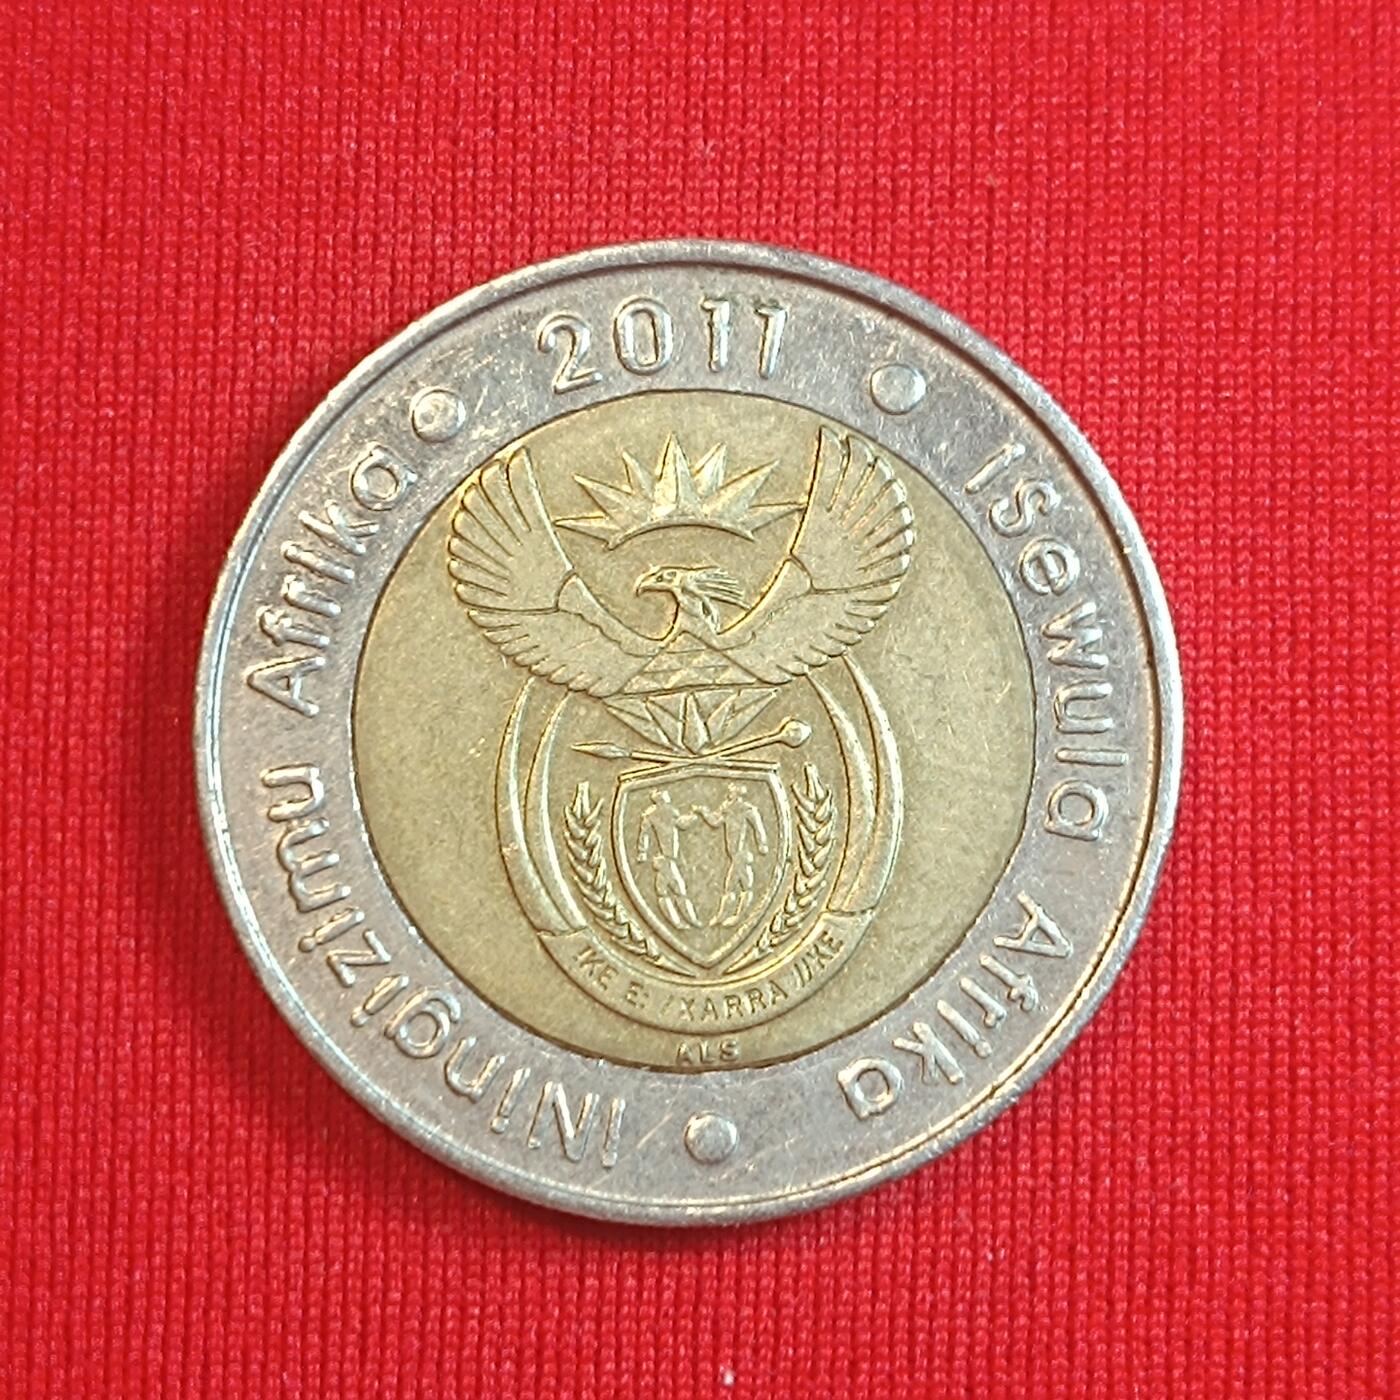 2011
iSewula Afrika
iNingizimu Afrika
!KE E: /XARRA //KE
ALS